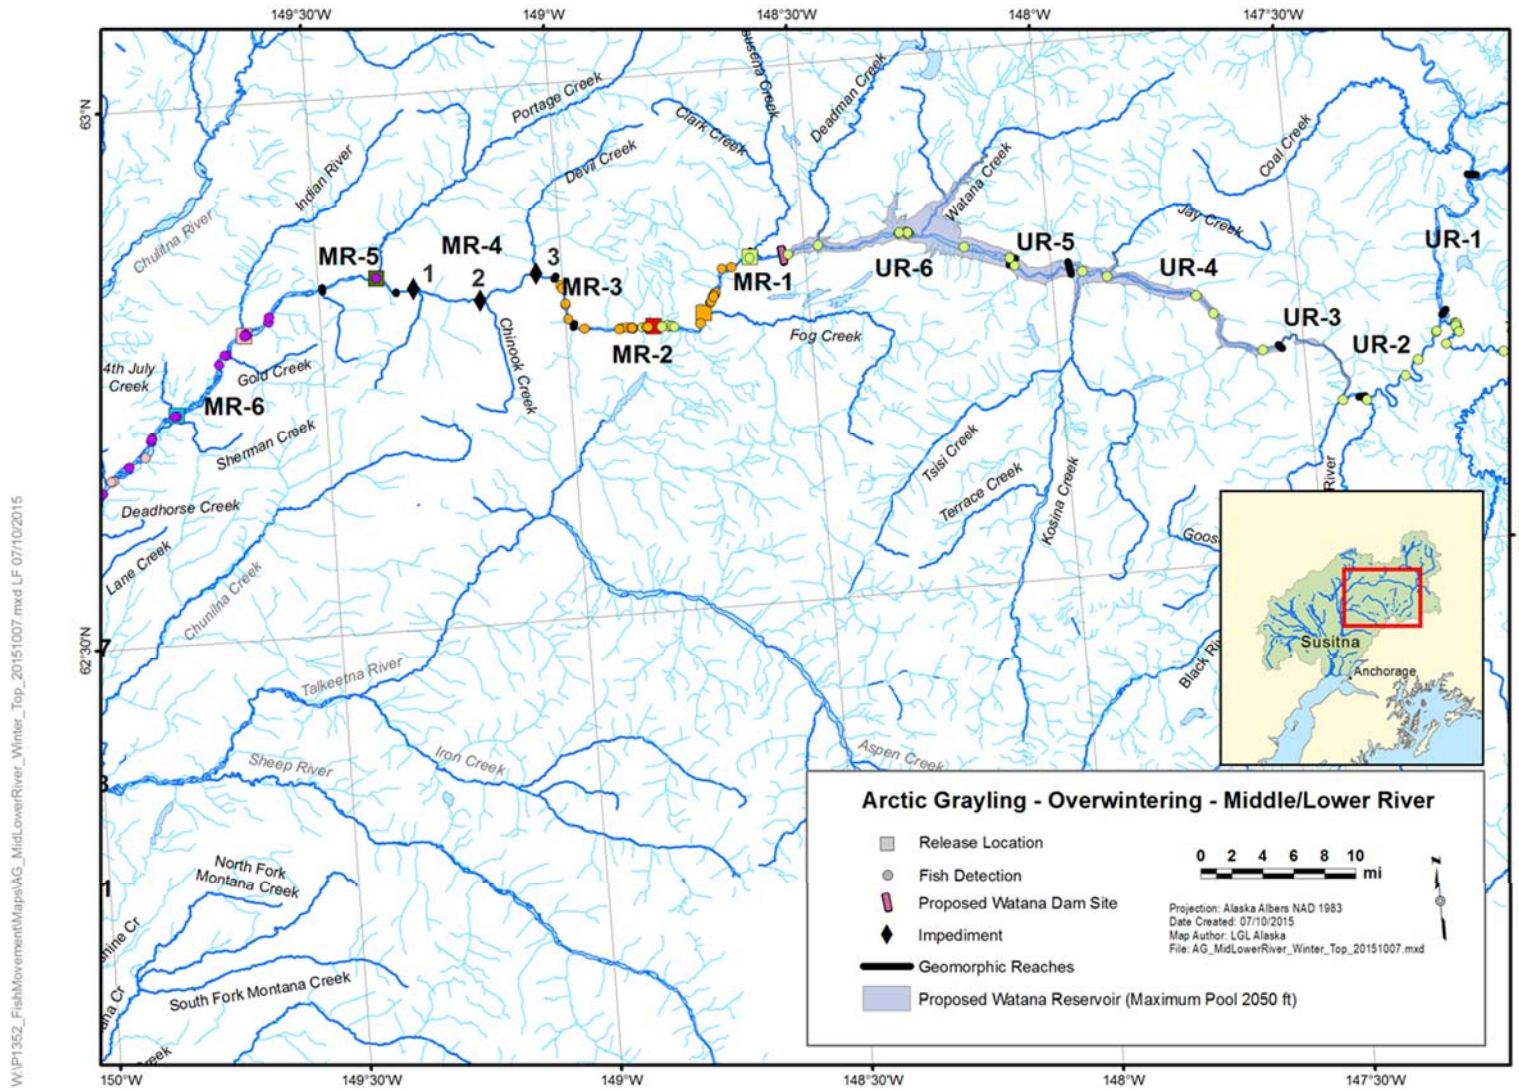 149°30'W
149°W
148°30'W
148°W
147°30'W
63°N
Portage Creek
Deadman Creek
Clark Creek
Devil Creek
Indian River
Chulitna River
Watana Creek
Coal Creek
Jay Creek
MR-5
MR-4
1
2
3
MR-3
MR-1
UR-6
UR-5
UR-4
UR-1
UR-3
UR-2
MR-2
Fog Creek
Chinook Creek
4th July
Creek
Gold Creek
MR-6
Sherman Creek
Tsisi Creek
Terrace Creek
Kosina Creek
River
Deadhorse Creek
Lane Creek
Chunilna Creek
62°30'N
7
Talkeetna River
Sheep River
Iron Creek
Aspen Creek
Susitna
Anchorage
North Fork
Montana Creek
1
South Fork Montana Creek
Arctic Grayling - Overwintering - Middle/Lower River
Release Location
Fish Detection
Proposed Watana Dam Site
Impediment
Geomorphic Reaches
Proposed Watana Reservoir (Maximum Pool 2050 ft)
0 2 4 6 8 10
mi
N
Projection: Alaska Albers NAD 1983
Date Created: 07/10/2015
Map Author: LGL Alaska
File: AG_MidLowerRiver_Winter_Top_20151007.mxd
150°W
149°30'W
149°W
148°30'W
148°W
147°30'W
W:\P1352_FishMovement\Maps\AG_MidLowerRiver_Winter_Top_20151007.mxd LF 07/10/2015